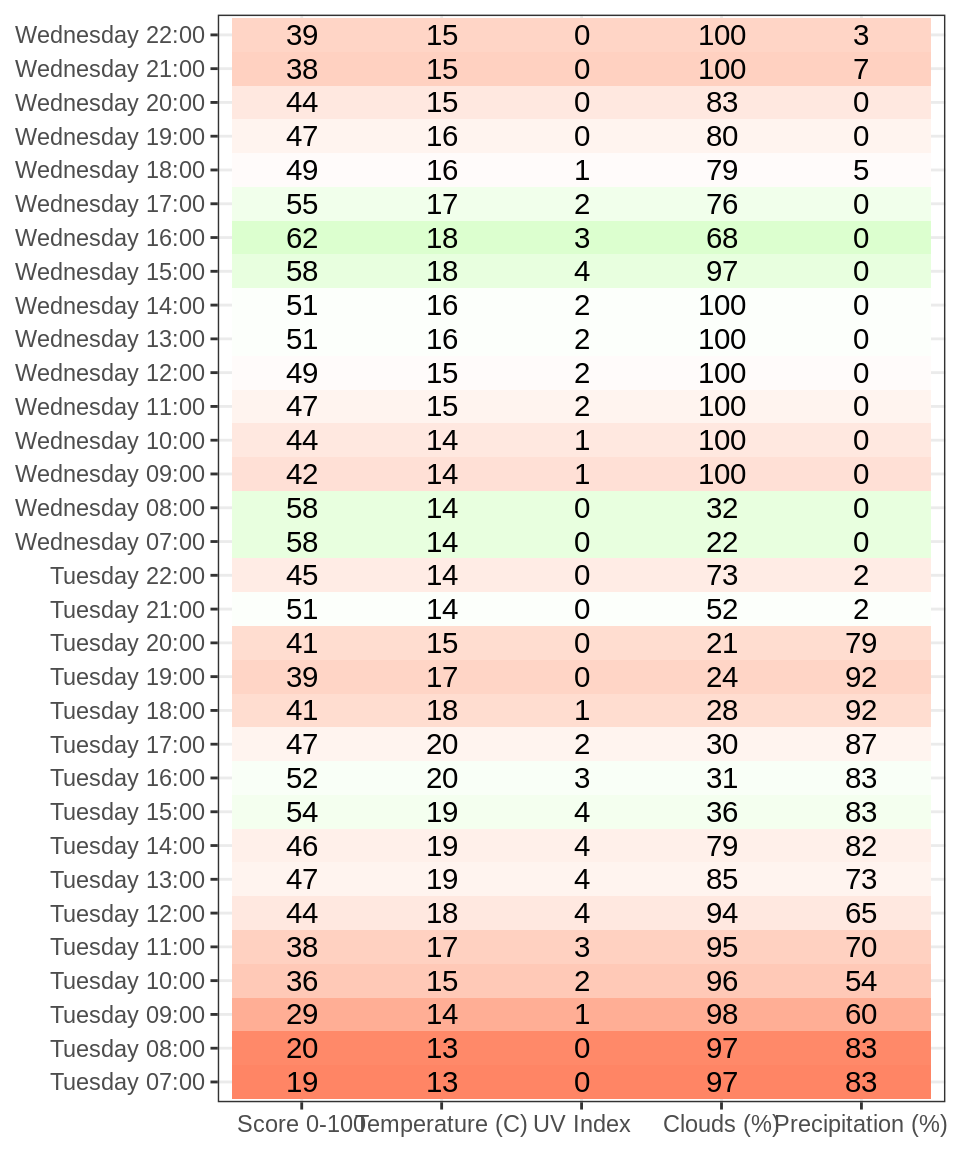 Wednesday 22:00 39 15 0 100 3
Wednesday 21:00 38 15 0 100 7
Wednesday 20:00 44 15 0 83 0
Wednesday 19:00 47 16 0 80 0
Wednesday 18:00 49 16 1 79 5
Wednesday 17:00 55 17 2 76 0
Wednesday 16:00 62 18 3 68 0
Wednesday 15:00 58 18 4 97 0
Wednesday 14:00 51 16 2 100 0
Wednesday 13:00 51 16 2 100 0
Wednesday 12:00 49 15 2 100 0
Wednesday 11:00 47 15 2 100 0
Wednesday 10:00 44 14 1 100 0
Wednesday 09:00 42 14 1 100 0
Wednesday 08:00 58 14 0 32 0
Wednesday 07:00 58 14 0 22 0
Tuesday 22:00 45 14 0 73 2
Tuesday 21:00 51 14 0 52 2
Tuesday 20:00 41 15 0 21 79
Tuesday 19:00 39 17 0 24 92
Tuesday 18:00 41 18 1 28 92
Tuesday 17:00 47 20 2 30 87
Tuesday 16:00 52 20 3 31 83
Tuesday 15:00 54 19 4 36 83
Tuesday 14:00 46 19 4 79 82
Tuesday 13:00 47 19 4 85 73
Tuesday 12:00 44 18 4 94 65
Tuesday 11:00 38 17 3 95 70
Tuesday 10:00 36 15 2 96 54
Tuesday 09:00 29 14 1 98 60
Tuesday 08:00 20 13 0 97 83
Tuesday 07:00 19 13 0 97 83
Score 0-100 Temperature (C) UV Index Clouds (%) Precipitation (%)